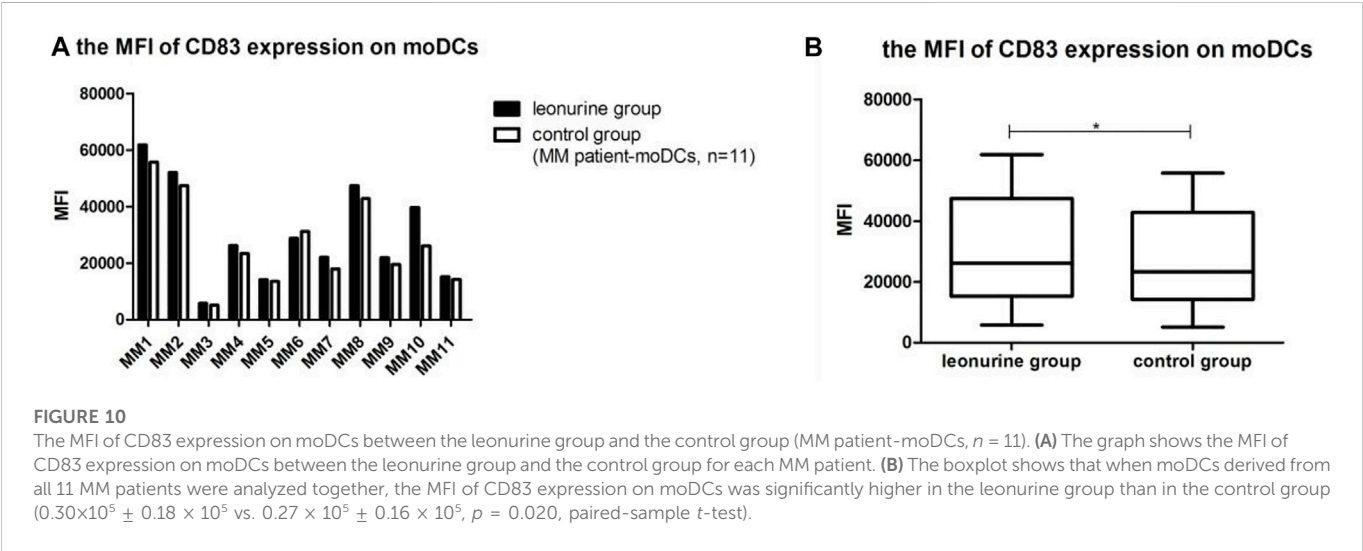 A the MFI of CD83 expression on moDCs
80000
60000
40000
20000
0
MFI
MM1
MM2
MM3
MM4
MM5
MM6
MM7
MM8
MM9
MM10
MM11
leonurine group
control group
(MM patient-moDCs, n=11)
B the MFI of CD83 expression on moDCs
80000
60000
40000
20000
0
MFI
*
leonurine group
control group
FIGURE 10
The MFI of CD83 expression on moDCs between the leonurine group and the control group (MM patient-moDCs, n = 11). (A) The graph shows the MFI of
CD83 expression on moDCs between the leonurine group and the control group for each MM patient. (B) The boxplot shows that when moDCs derived from
all 11 MM patients were analyzed together, the MFI of CD83 expression on moDCs was significantly higher in the leonurine group than in the control group
(0.30×10⁵ ± 0.18 × 10⁵ vs. 0.27 × 10⁵ ± 0.16 × 10⁵, p = 0.020, paired-sample t-test).